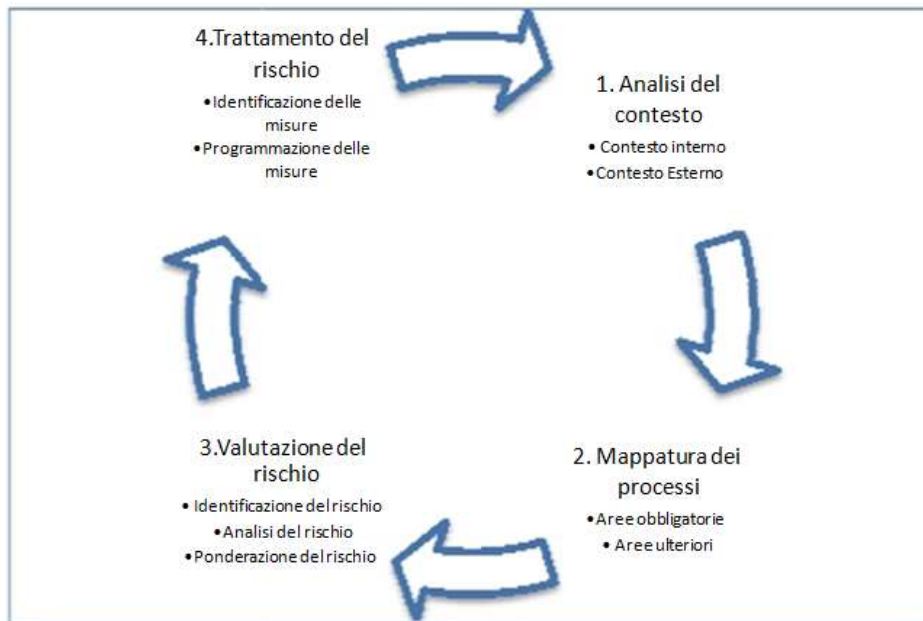 4.Trattamento del
rischio
•Identificazione delle
misure
•Programmazione delle
misure
1. Analisi del
contesto
• Contesto interno
•Contesto Esterno
3.Valutazione del
rischio
• Identificazione del rischio
•Analisi del rischio
• Ponderazione del rischio
2. Mappatura dei
processi
•Aree obbligatorie
• Aree ulteriori